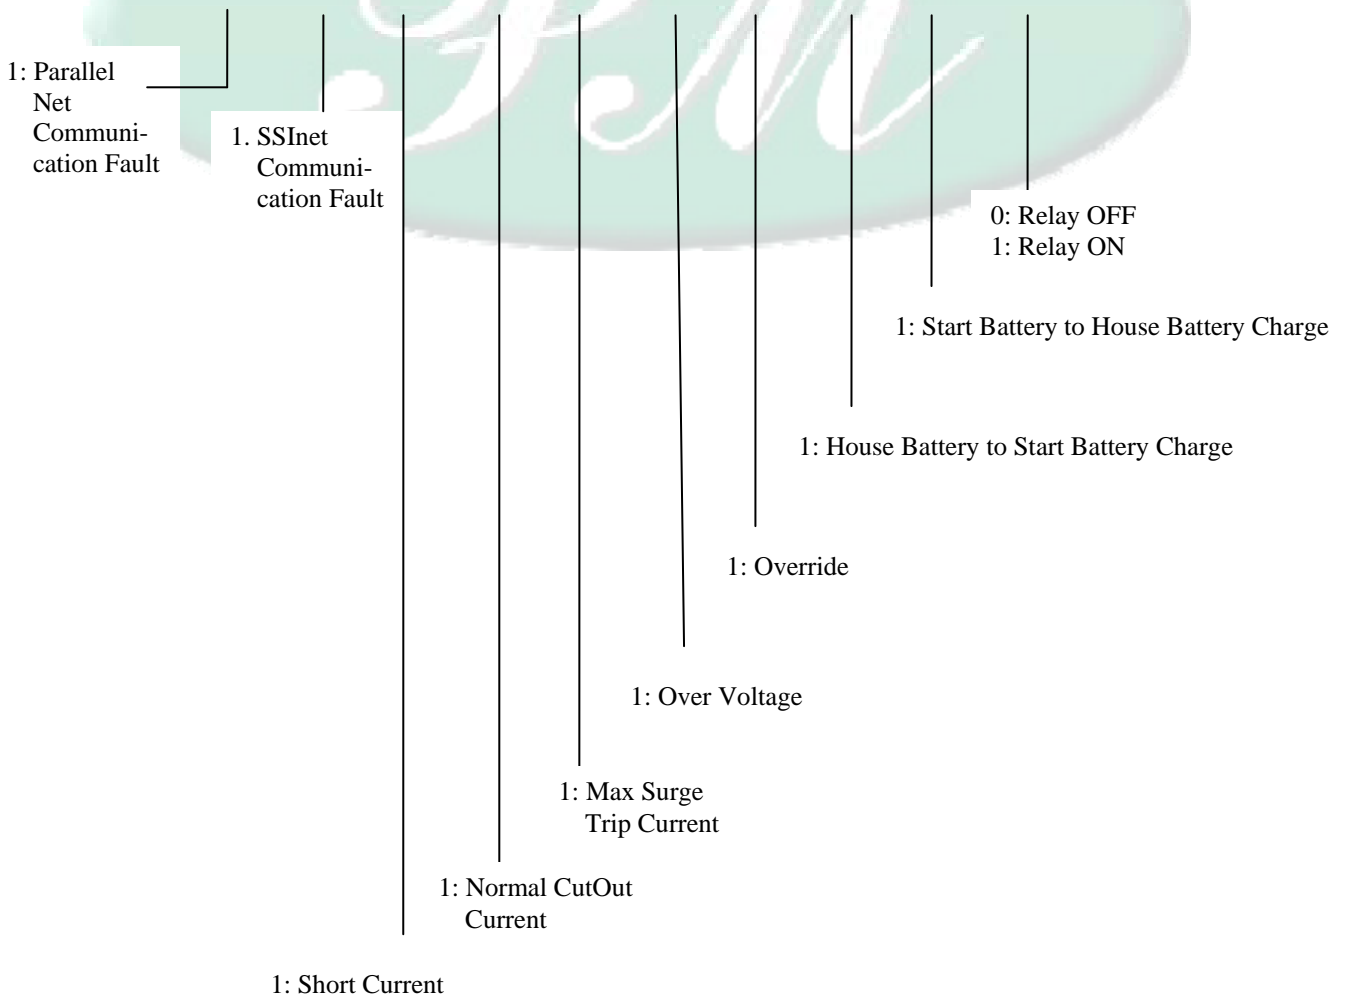 1: Parallel
Net
Communi-
cation Fault
1. SSInet
Communi-
cation Fault
0: Relay OFF
1: Relay ON
1: Start Battery to House Battery Charge
1: House Battery to Start Battery Charge
1: Override
1: Over Voltage
1: Max Surge
Trip Current
1: Normal CutOut
Current
1: Short Current